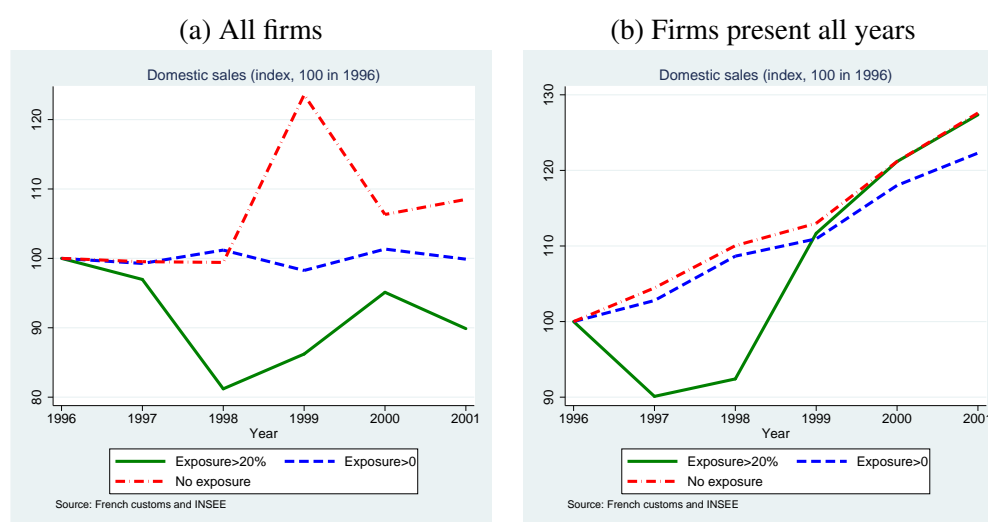 (a) All firms
Domestic sales (index, 100 in 1996)
120
110
100
90
80
1996 1997 1998 1999 2000 2001
Year
Exposure>20% Exposure>0
No exposure
Source: French customs and INSEE
(b) Firms present all years
Domestic sales (index, 100 in 1996)
130
120
110
100
90
1996 1997 1998 1999 2000 2001
Year
Exposure>20% Exposure>0
No exposure
Source: French customs and INSEE